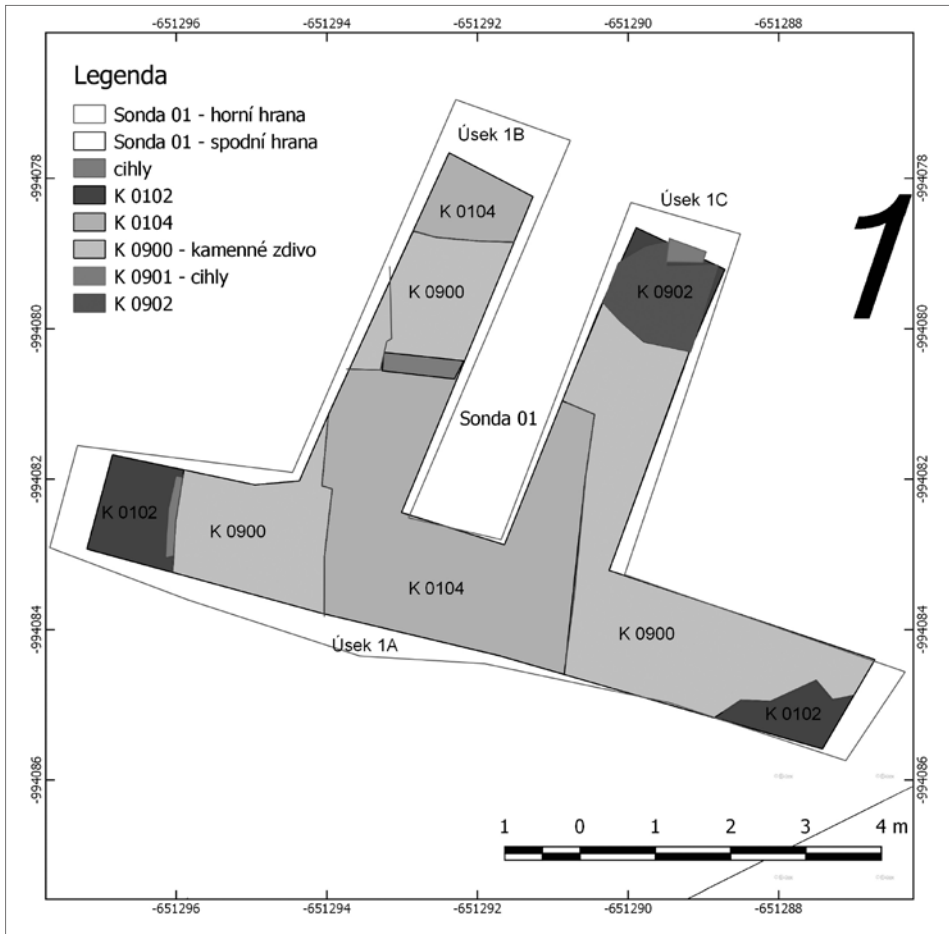 -651296 -651294 -651292 -651290 -651288
Legenda
Sonda 01 - horní hrana
Sonda 01 - spodní hrana
cihly
K 0102
K 0104
K 0900 - kamenné zdivo
K 0901 - cihly
K 0902
Úsek 1B
Úsek 1C
1
K 0104
K 0900
K 0902
Sonda 01
K 0102
K 0900
K 0104
K 0900
Úsek 1A
K 0102
-994078
-994080
-994082
-994084
-994086
-994078
-994080
-994082
-994084
-994086
1 0 1 2 3 4 m
-651296 -651294 -651292 -651290 -651288